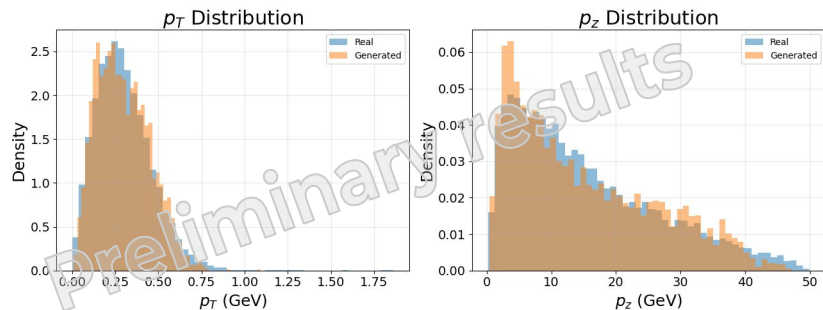 p_T Distribution
Real
Generated
Density
2.5
2.0
1.5
1.0
0.5
0.0
0.00 0.25 0.50 0.75 1.00 1.25 1.50 1.75
p_T (GeV)
p_z Distribution
Real
Generated
Density
0.06
0.05
0.04
0.03
0.02
0.01
0.00
0 10 20 30 40 50
p_z (GeV)
Preliminary results